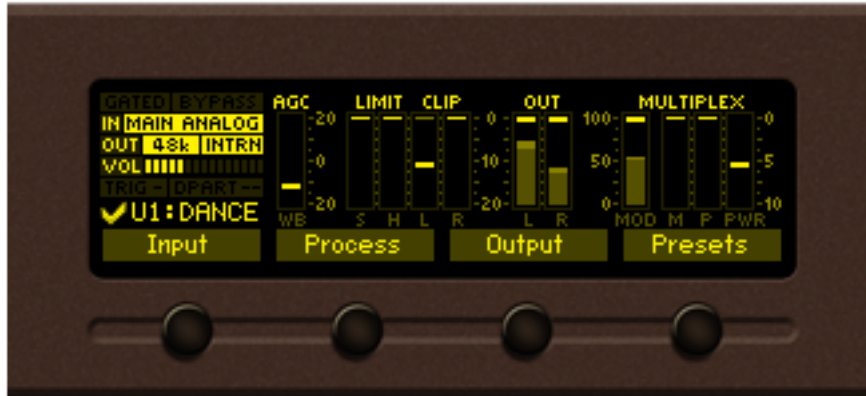 GATED BYPASS AGC LIMIT CLIP OUT MULTIPLEX
IN MAIN ANALOG -20 - 0 - 100- -0
OUT 48k INTRN
VOL -0 -10- 50- -5
TRIG - DPART --
U1:DANCE -20 -20- 0- -10
WB S H L R L R MOD M P PWR
Input Process Output Presets